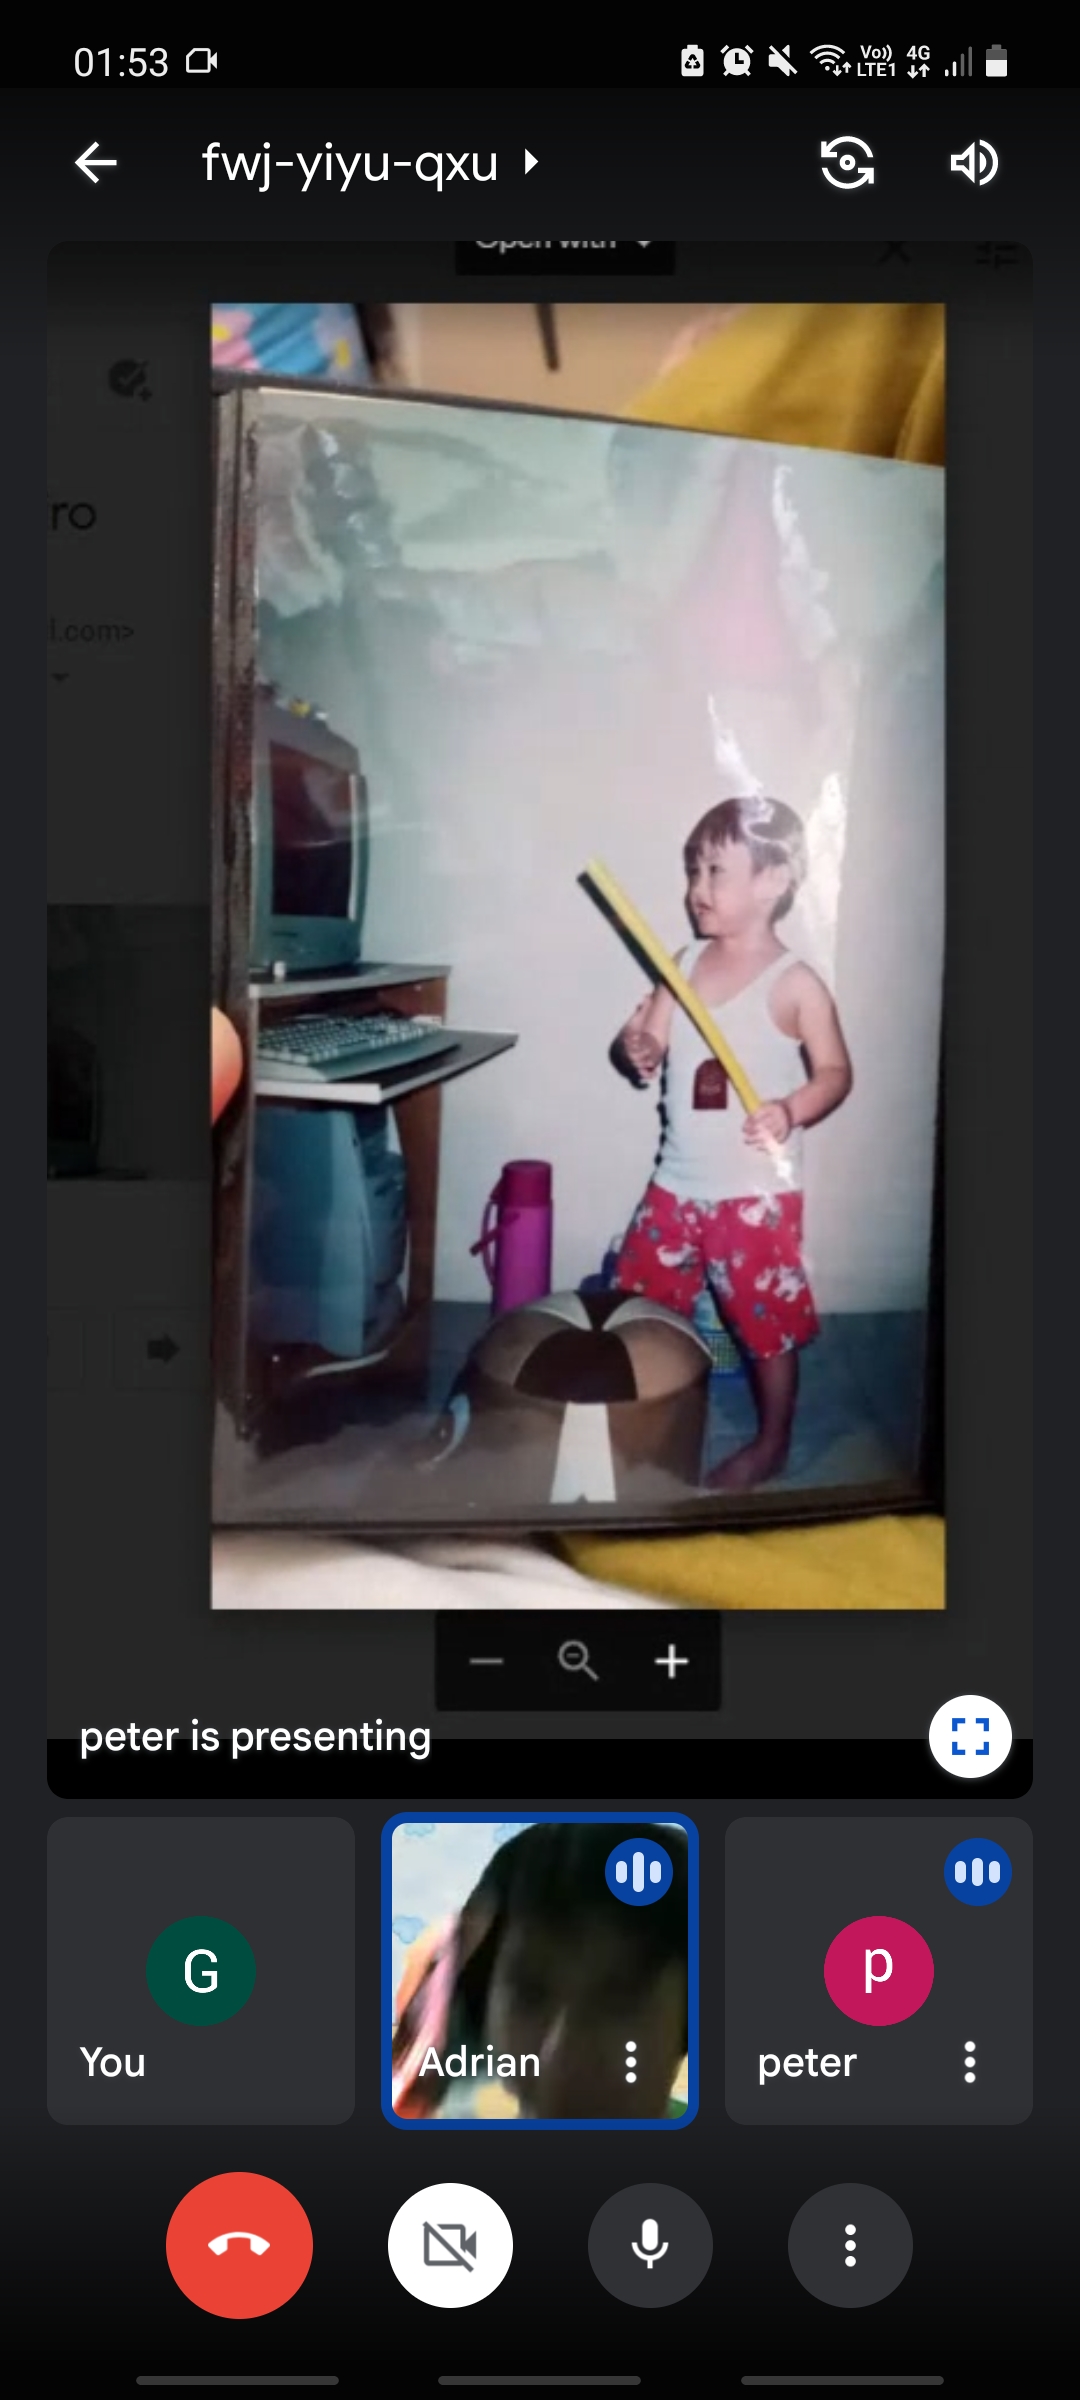 01:53
Vo))
LTE1
4G
fwj-yiyu-qxu
Open with
ro
l.com>
peter is presenting
G
You
Adrian
p
peter